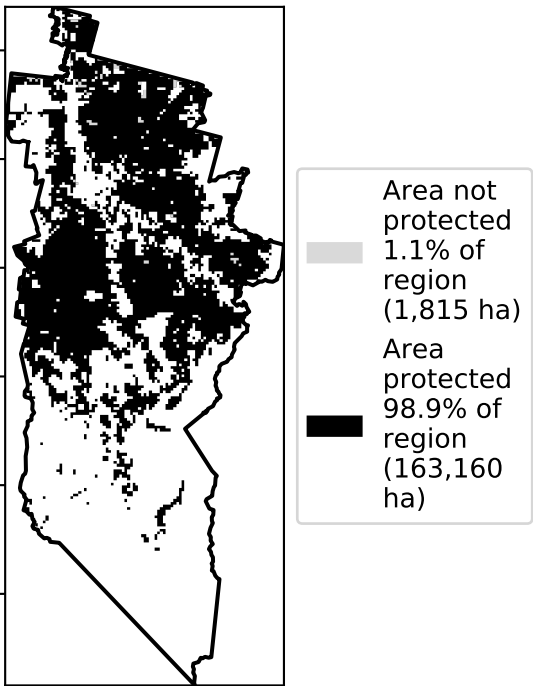 Area not
protected
1.1% of
region
(1,815 ha)
Area
protected
98.9% of
region
(163,160
ha)